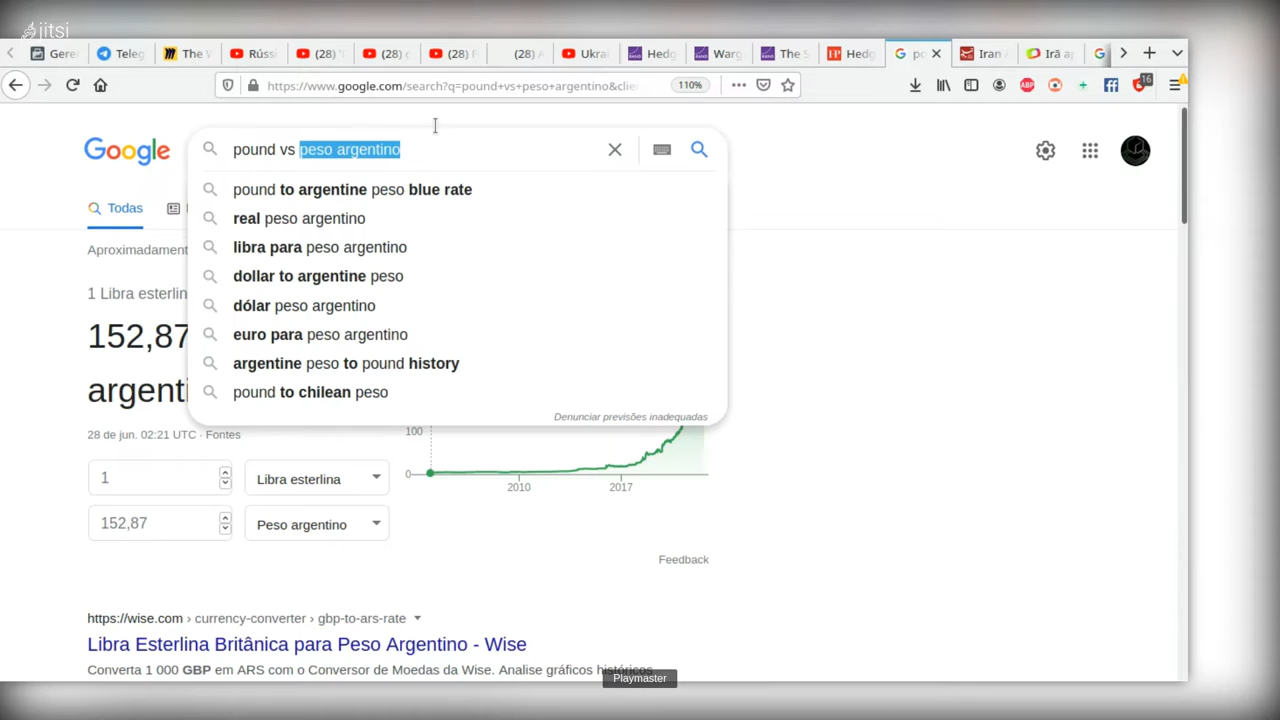 jitsi
Gere
Teleg
The W
Rússi
(28) "
(28) c
(28) F
(28) A
Ukrai
Hedg
Warg
The S
Hedg
po
Iran A
Irã ap
https://www.google.com/search?q=pound+vs+peso+argentino&clie
110%
ABP
16
Google
pound vs peso argentino
pound to argentine peso blue rate
real peso argentino
libra para peso argentino
dollar to argentine peso
dólar peso argentino
euro para peso argentino
argentine peso to pound history
pound to chilean peso
Denunciar previsões inadequadas
Todas
Aproximadament
1 Libra esterlin
152,87
argenti
28 de jun. 02:21 UTC · Fontes
1
Libra esterlina
152,87
Peso argentino
100
0
2010
2017
Feedback
https://wise.com › currency-converter › gbp-to-ars-rate
Libra Esterlina Britânica para Peso Argentino - Wise
Converta 1 000 GBP em ARS com o Conversor de Moedas da Wise. Analise gráficos históricos
Playmaster